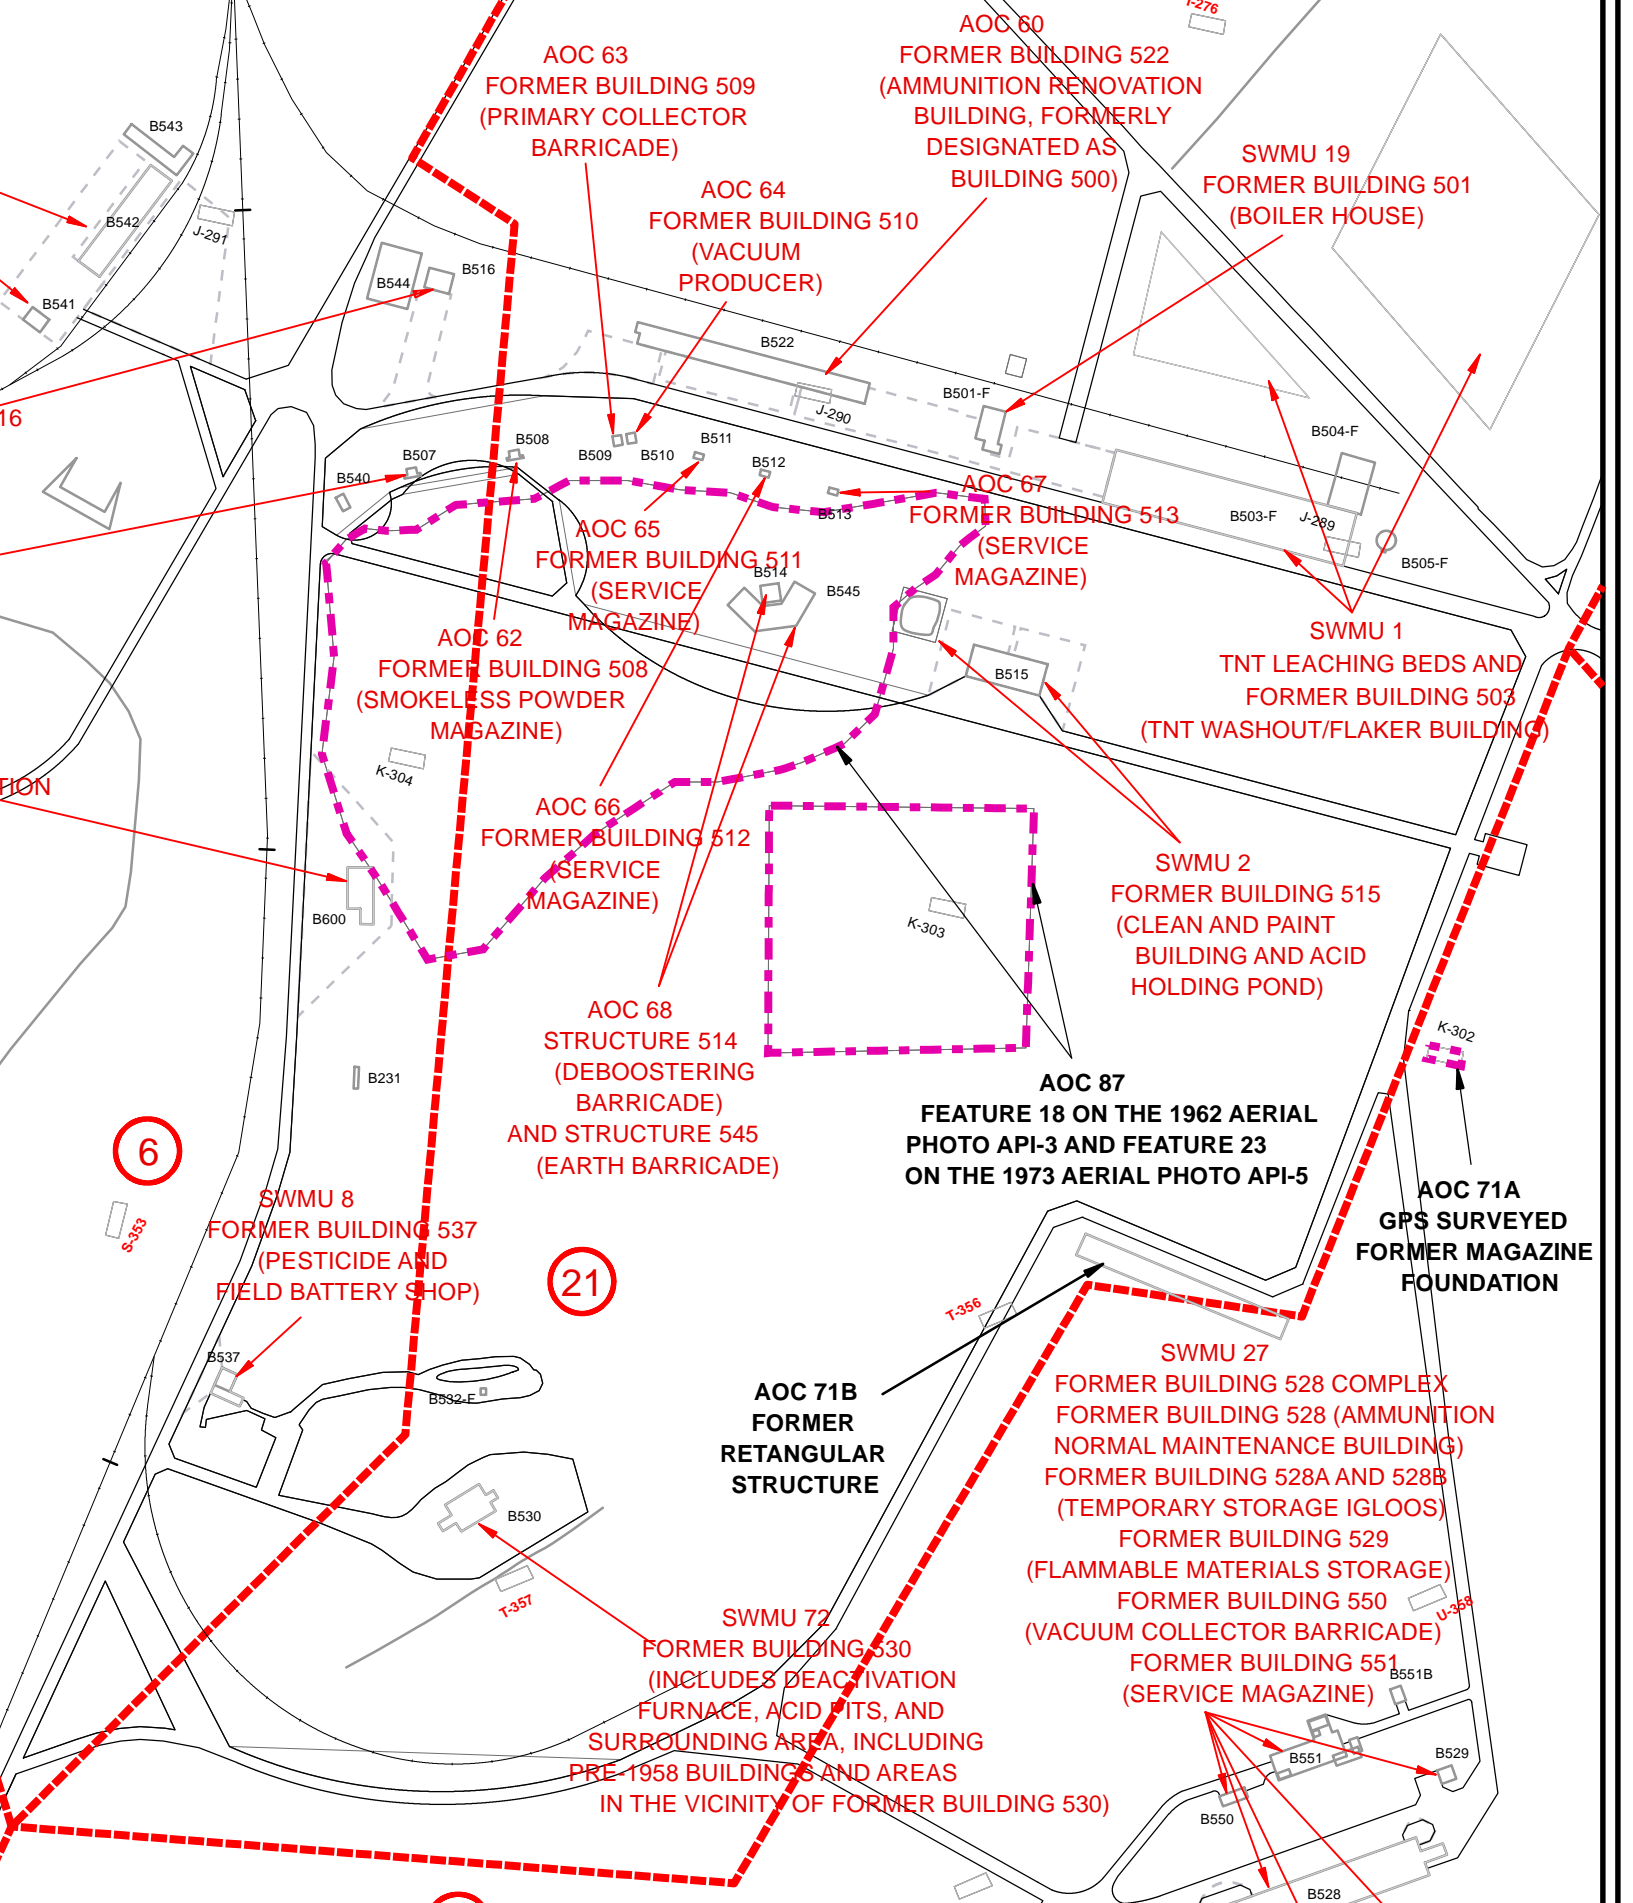 I-276
AOC 63
FORMER BUILDING 509
(PRIMARY COLLECTOR
BARRICADE)
AOC 60
FORMER BUILDING 522
(AMMUNITION RENOVATION
BUILDING, FORMERLY
DESIGNATED AS
BUILDING 500)
AOC 64
FORMER BUILDING 510
(VACUUM
PRODUCER)
SWMU 19
FORMER BUILDING 501
(BOILER HOUSE)
B543
B542
J-291
B541
B544
B516
16
B522
J-290
B501-F
B504-F
B503-F
J-289
B505-F
B540
B507
B508
B509
B510
B511
B512
B513
AOC 67
FORMER BUILDING 513
(SERVICE
MAGAZINE)
AOC 65
FORMER BUILDING 511
(SERVICE
MAGAZINE)
B514
B545
B515
AOC 62
FORMER BUILDING 508
(SMOKELESS POWDER
MAGAZINE)
SWMU 1
TNT LEACHING BEDS AND
FORMER BUILDING 503
(TNT WASHOUT/FLAKER BUILDING)
K-304
TION
AOC 66
FORMER BUILDING 512
(SERVICE
MAGAZINE)
SWMU 2
FORMER BUILDING 515
(CLEAN AND PAINT
BUILDING AND ACID
HOLDING POND)
B600
K-303
AOC 68
STRUCTURE 514
(DEBOOSTERING
BARRICADE)
AND STRUCTURE 545
(EARTH BARRICADE)
K-302
B231
AOC 87
FEATURE 18 ON THE 1962 AERIAL
PHOTO API-3 AND FEATURE 23
ON THE 1973 AERIAL PHOTO API-5
6
AOC 71A
GPS SURVEYED
FORMER MAGAZINE
FOUNDATION
S-353
SWMU 8
FORMER BUILDING 537
(PESTICIDE AND
FIELD BATTERY SHOP)
21
T-356
B537
B532-F
AOC 71B
FORMER
RETANGULAR
STRUCTURE
SWMU 27
FORMER BUILDING 528 COMPLEX
FORMER BUILDING 528 (AMMUNITION
NORMAL MAINTENANCE BUILDING)
FORMER BUILDING 528A AND 528B
(TEMPORARY STORAGE IGLOOS)
FORMER BUILDING 529
(FLAMMABLE MATERIALS STORAGE)
FORMER BUILDING 550
(VACUUM COLLECTOR BARRICADE)
FORMER BUILDING 551
(SERVICE MAGAZINE)
B530
T-357
U-358
SWMU 72
FORMER BUILDING 530
(INCLUDES DEACTIVATION
FURNACE, ACID PITS, AND
SURROUNDING AREA, INCLUDING
PRE-1958 BUILDINGS AND AREAS
IN THE VICINITY OF FORMER BUILDING 530)
B551B
B551
B529
B550
B528